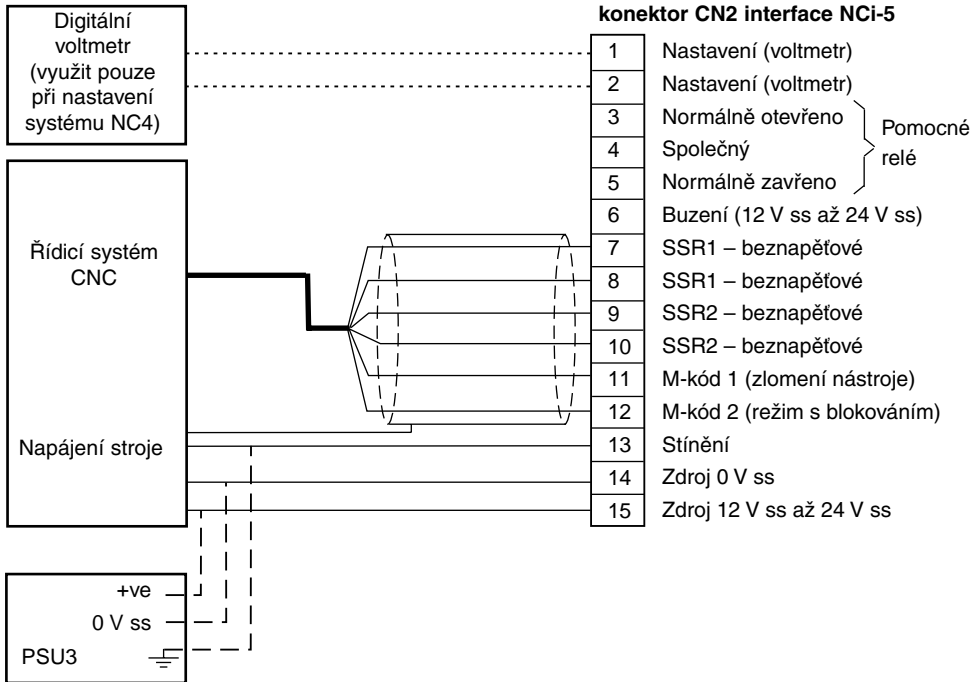 konektor CN2 interface NCi-5
Digitální
voltmetr
(využit pouze
při nastavení
systému NC4)
Řídicí systém
CNC
Napájení stroje
+ve
0 V ss
PSU3
1 Nastavení (voltmetr)
2 Nastavení (voltmetr)
3 Normálně otevřeno
4 Společný
5 Normálně zavřeno
Pomocné
relé
6 Buzení (12 V ss až 24 V ss)
7 SSR1 – beznapěťové
8 SSR1 – beznapěťové
9 SSR2 – beznapěťové
10 SSR2 – beznapěťové
11 M-kód 1 (zlomení nástroje)
12 M-kód 2 (režim s blokováním)
13 Stínění
14 Zdroj 0 V ss
15 Zdroj 12 V ss až 24 V ss